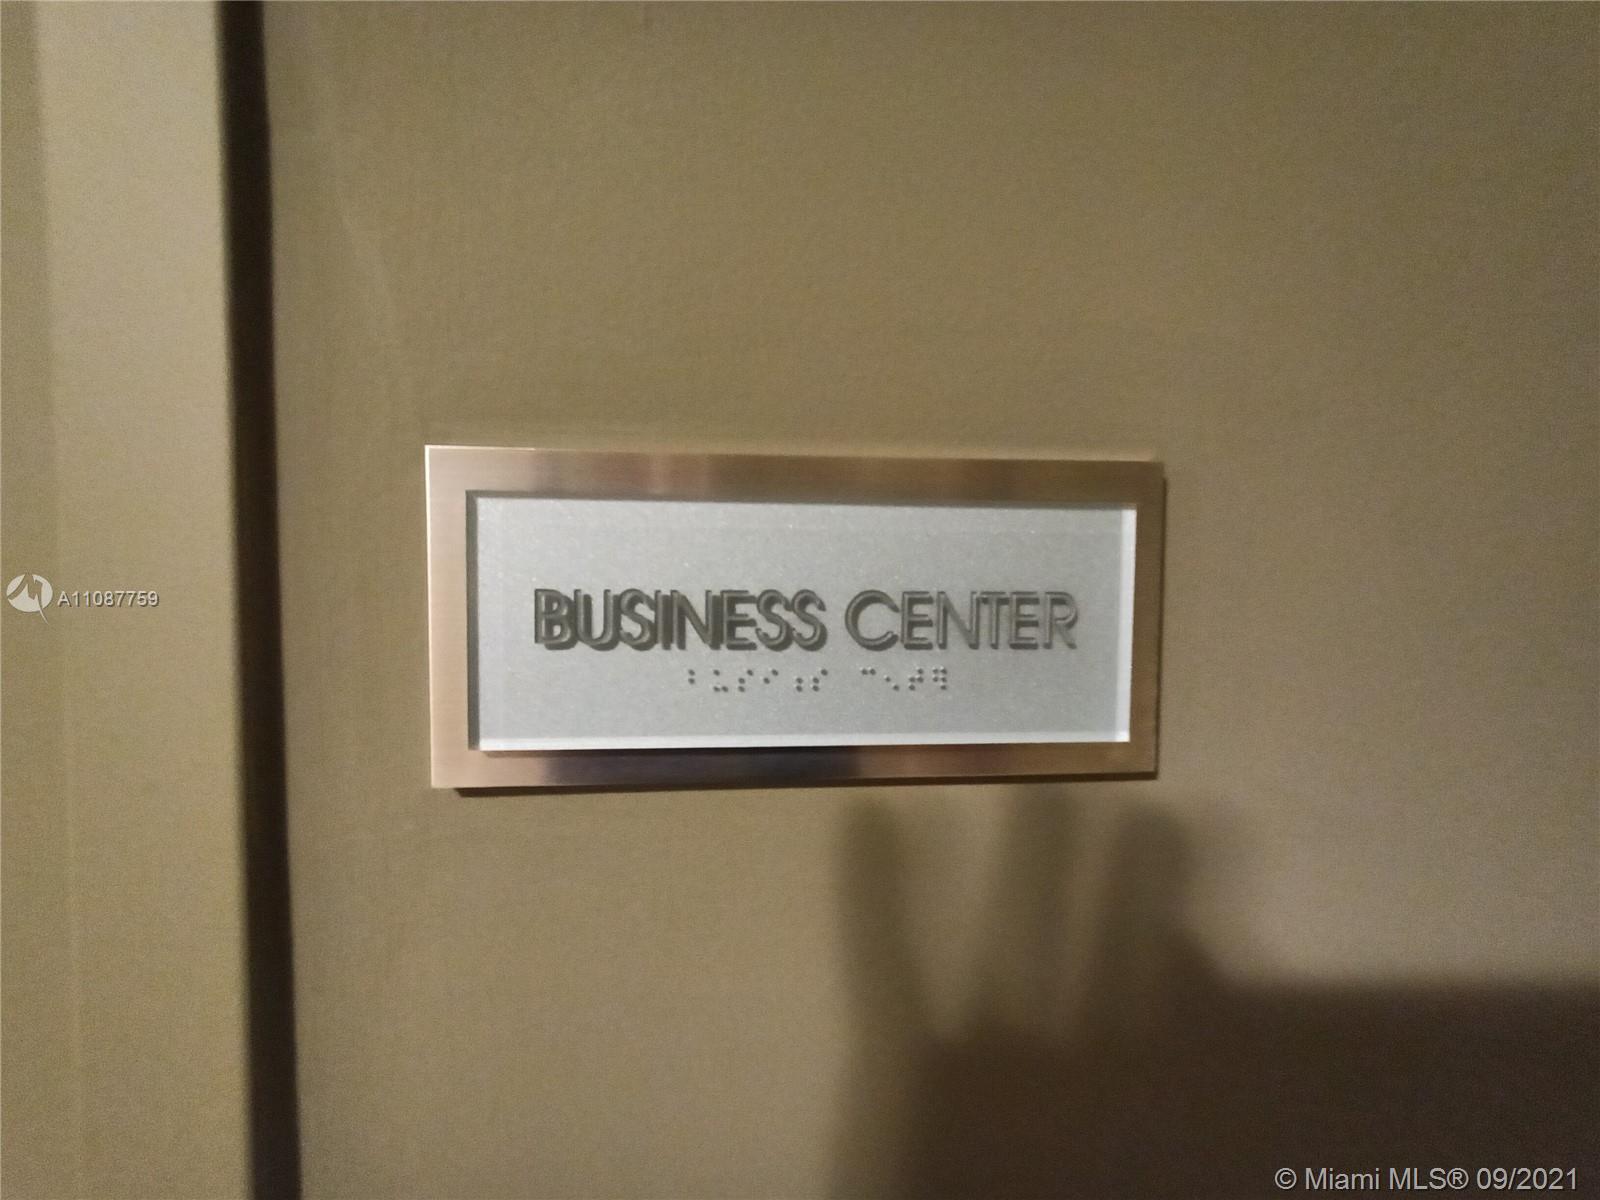 BUSINESS CENTER
⠃⠥⠎⠊⠰⠎ ⠉⠢⠞⠻
A11087759
© Miami MLS® 09/2021